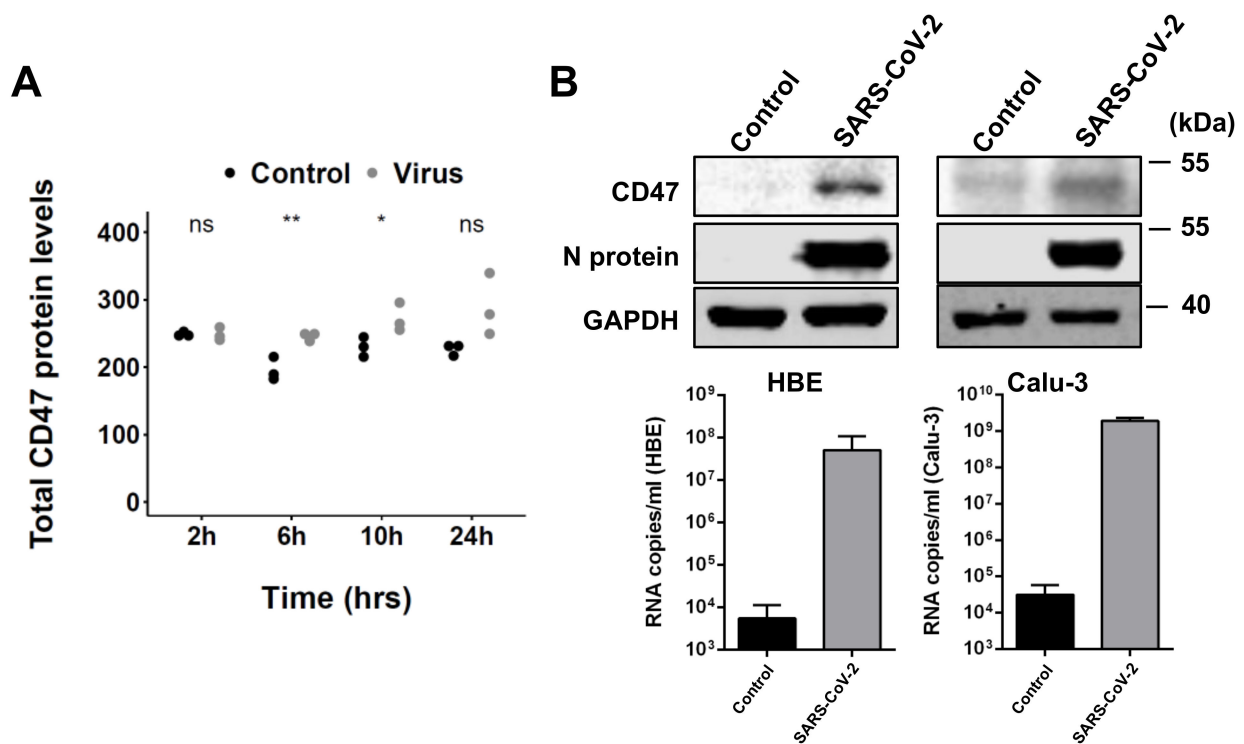 A
Control Virus
Total CD47 protein levels
400
300
200
100
0
ns
**
*
ns
2h 6h 10h 24h
Time (hrs)
B
Control SARS-CoV-2 Control SARS-CoV-2
(kDa)
CD47
N protein
GAPDH
55
55
40
HBE
RNA copies/ml (HBE)
10⁹
10⁸
10⁷
10⁶
10⁵
10⁴
10³
Control SARS-CoV-2
Calu-3
RNA copies/ml (Calu-3)
10¹⁰
10⁹
10⁸
10⁷
10⁶
10⁵
10⁴
10³
Control SARS-CoV-2